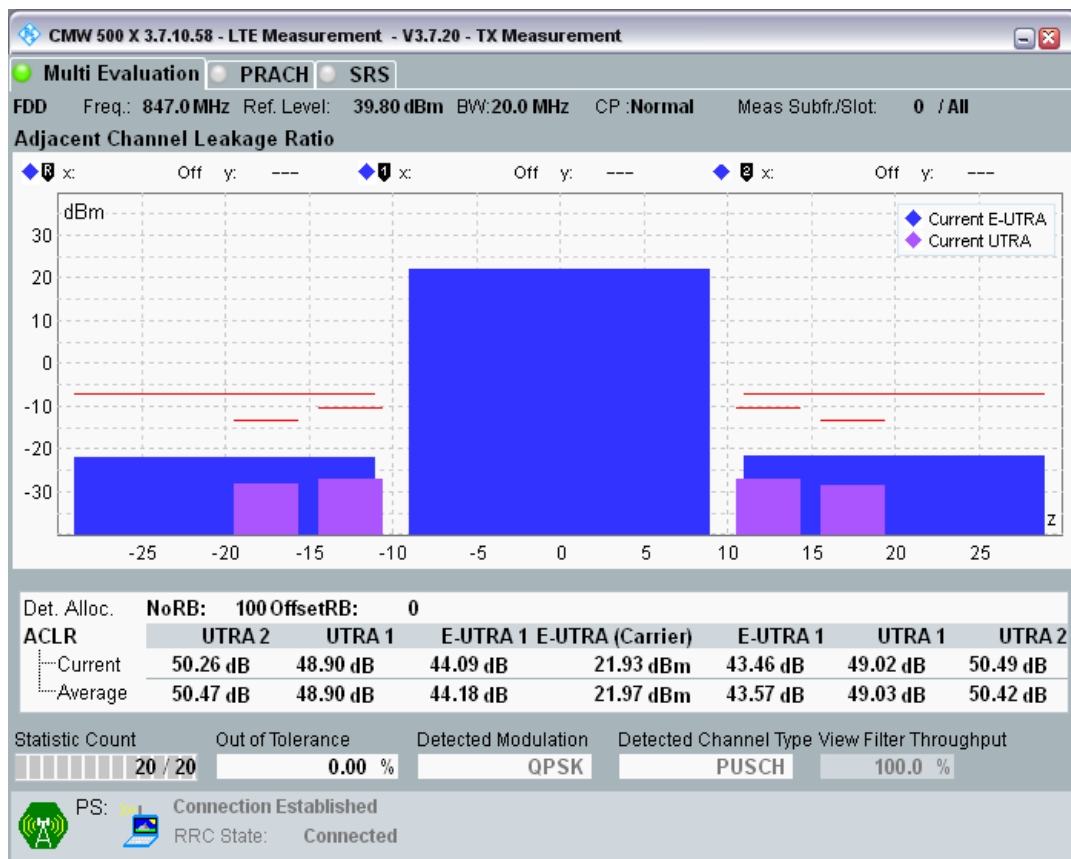 CMW 500 X 3.7.10.58 - LTE Measurement - V3.7.20 - TX Measurement
Multi Evaluation PRACH SRS
FDD Freq.: 847.0 MHz Ref. Level: 39.80 dBm BW:20.0 MHz CP :Normal Meas Subfr./Slot: 0 / All
Adjacent Channel Leakage Ratio
R x: Off y: --- 1 x: Off y: --- 2 x: Off y: ---
dBm
Current E-UTRA
Current UTRA
30
20
10
0
-10
-20
-30
z
-25 -20 -15 -10 -5 0 5 10 15 20 25
Det. Alloc. NoRB: 100 OffsetRB: 0
ACLR UTRA 2 UTRA 1 E-UTRA 1 E-UTRA (Carrier) E-UTRA 1 UTRA 1 UTRA 2
Current 50.26 dB 48.90 dB 44.09 dB 21.93 dBm 43.46 dB 49.02 dB 50.49 dB
Average 50.47 dB 48.90 dB 44.18 dB 21.97 dBm 43.57 dB 49.03 dB 50.42 dB
Statistic Count Out of Tolerance Detected Modulation Detected Channel Type View Filter Throughput
20 / 20 0.00 % QPSK PUSCH 100.0 %
PS: Connection Established
RRC State: Connected